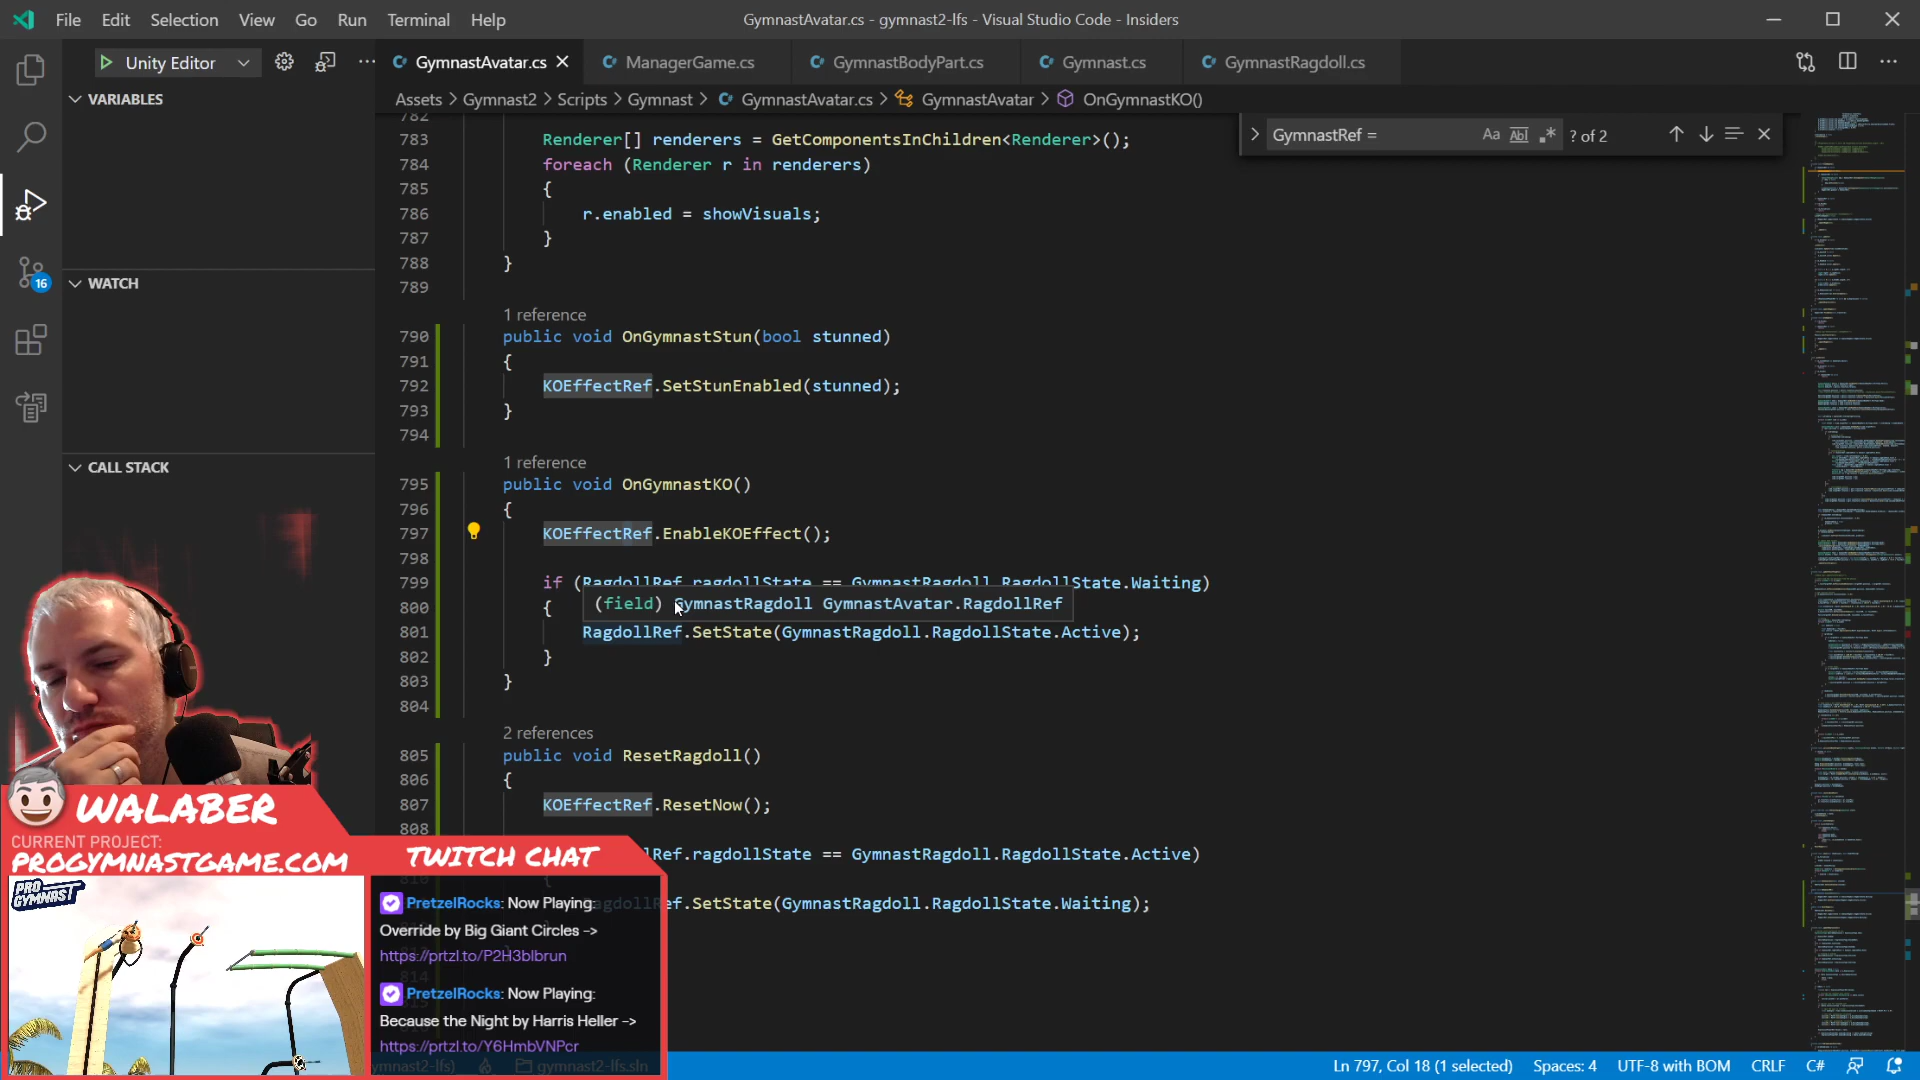 File Edit Selection View Go Run Terminal Help
GymnastAvatar.cs - gymnast2-lfs - Visual Studio Code - Insiders
Unity Editor
GymnastAvatar.cs ManagerGame.cs GymnastBodyPart.cs Gymnast.cs GymnastRagdoll.cs
VARIABLES
Assets > Gymnast2 > Scripts > Gymnast > GymnastAvatar.cs > GymnastAvatar > OnGymnastKO()
GymnastRef =
Aa Abl .* ? of 2
782
783 Renderer[] renderers = GetComponentsInChildren<Renderer>();
784 foreach (Renderer r in renderers)
785 {
786 r.enabled = showVisuals;
787 }
788 }
789
WATCH
16
1 reference
790 public void OnGymnastStun(bool stunned)
791 {
792 KOEffectRef.SetStunEnabled(stunned);
793 }
794
CALL STACK
1 reference
795 public void OnGymnastKO()
796 {
797 KOEffectRef.EnableKOEffect();
798
799 if (RagdollRef.ragdollState == GymnastRagdoll.RagdollState.Waiting)
(field) GymnastRagdoll GymnastAvatar.RagdollRef
800 {
801 RagdollRef.SetState(GymnastRagdoll.RagdollState.Active);
802 }
803 }
804
2 references
805 public void ResetRagdoll()
806 {
807 KOEffectRef.ResetNow();
808
lRef.ragdollState == GymnastRagdoll.RagdollState.Active)
{
Ref.SetState(GymnastRagdoll.RagdollState.Waiting);
WALABER
CURRENT PROJECT:
PROGYMNASTGAME.COM
PRO GYMNAST
TWITCH CHAT
PretzelRocks: Now Playing:
Override by Big Giant Circles ->
https://prtzl.to/P2H3blbrun
PretzelRocks: Now Playing:
Because the Night by Harris Heller ->
https://prtzl.to/Y6HmbVNPcr
gymnast2-lfs.sln
Ln 797, Col 18 (1 selected) Spaces: 4 UTF-8 with BOM CRLF C#